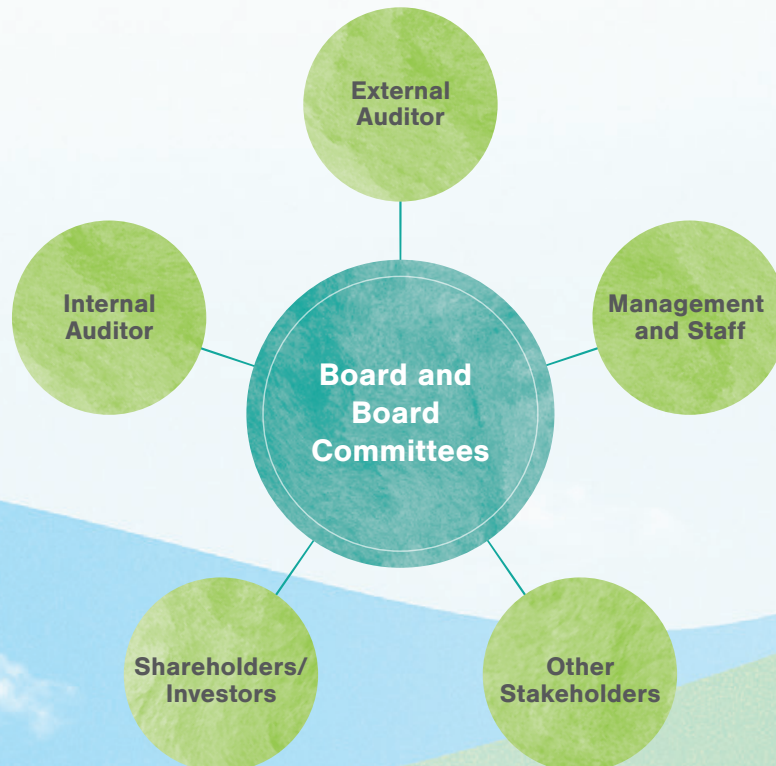 External
Auditor
Internal
Auditor
Management
and Staff
Board and
Board
Committees
Shareholders/
Investors
Other
Stakeholders